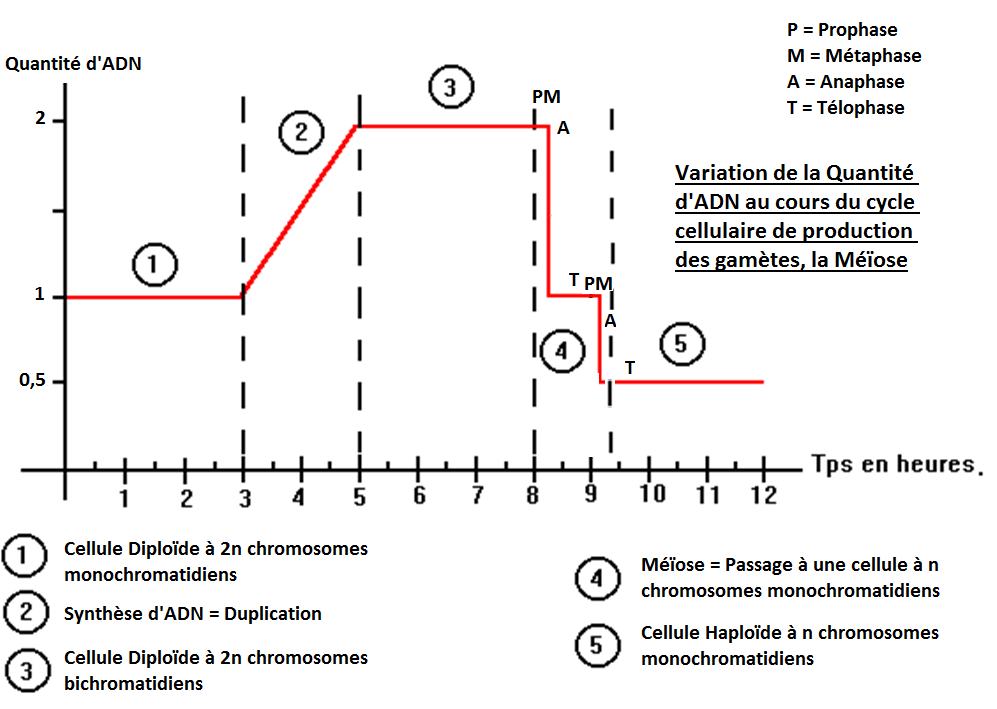 P = Prophase
M = Métaphase
A = Anaphase
T = Télophase
Quantité d'ADN
Variation de la Quantité
d'ADN au cours du cycle
cellulaire de production
des gamètes, la Méïose
2
1
0,5
1
2
3
4
5
PM
A
T PM
A
T
1 2 3 4 5 6 7 8 9 10 11 12
Tps en heures.
1 Cellule Diploïde à 2n chromosomes
monochromatidiens
2 Synthèse d'ADN = Duplication
3 Cellule Diploïde à 2n chromosomes
bichromatidiens
4 Méïose = Passage à une cellule à n
chromosomes monochromatidiens
5 Cellule Haploïde à n chromosomes
monochromatidiens